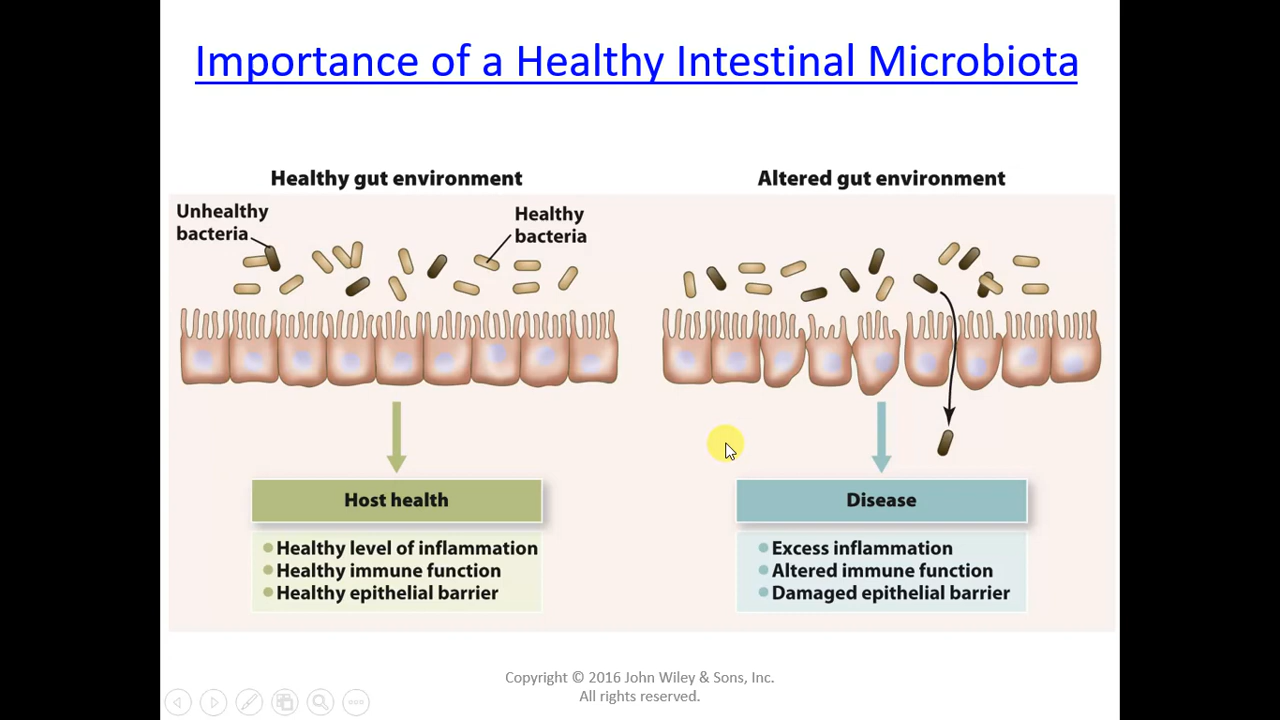 Importance of a Healthy Intestinal Microbiota
Healthy gut environment
Unhealthy
bacteria
Healthy
bacteria
Host health
Healthy level of inflammation
Healthy immune function
Healthy epithelial barrier
Altered gut environment
Disease
Excess inflammation
Altered immune function
Damaged epithelial barrier
Copyright © 2016 John Wiley & Sons, Inc.
All rights reserved.